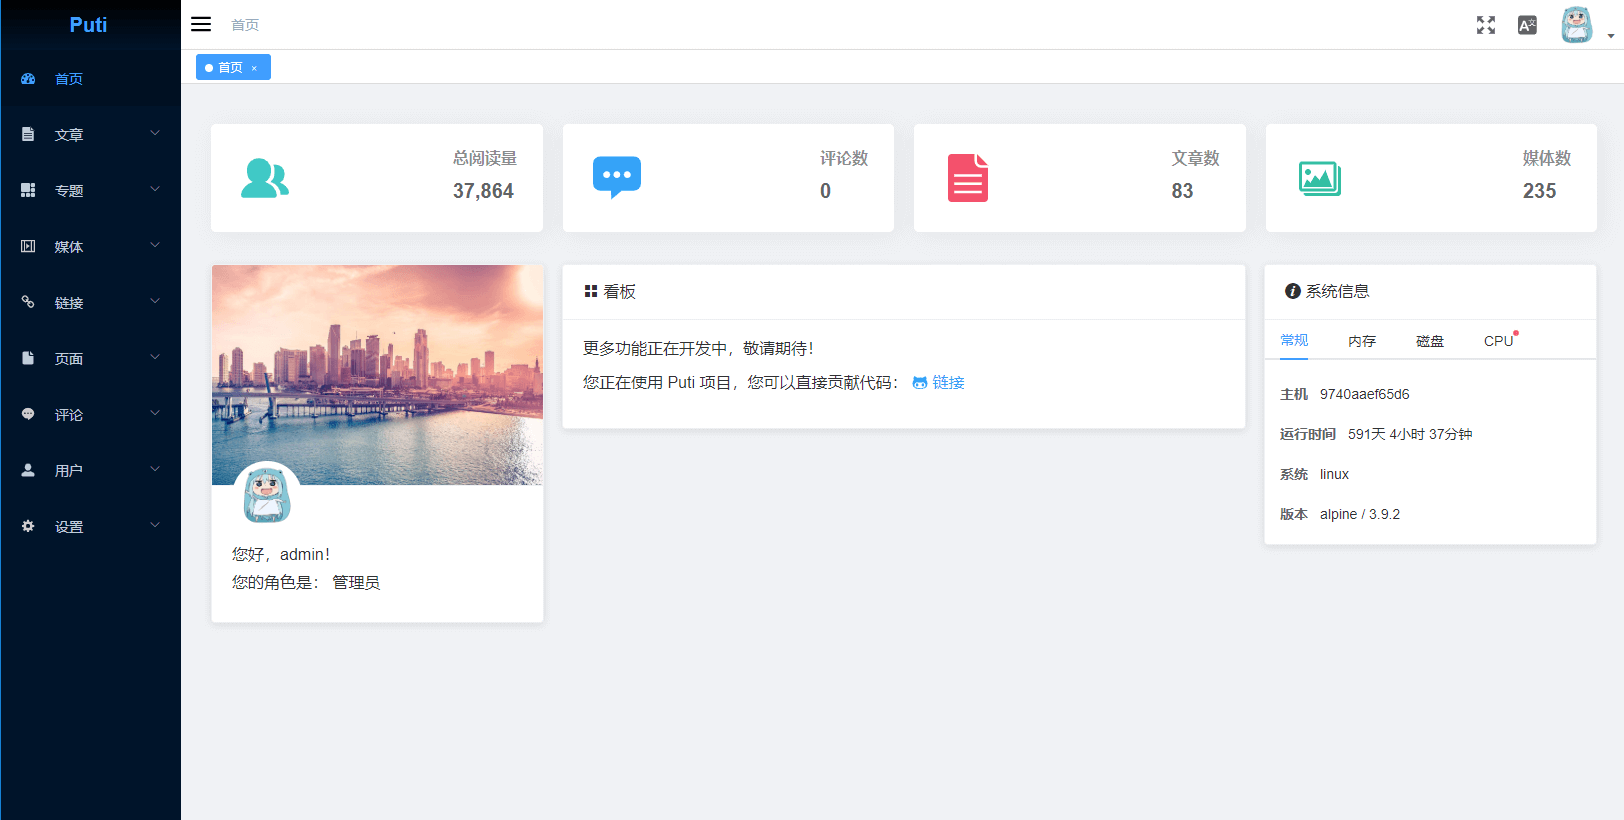 Puti
首页
文章
专题
媒体
链接
页面
评论
用户
设置
首页
首页 ×
总阅读量
37,864
评论数
0
文章数
83
媒体数
235
您好，admin！
您的角色是： 管理员
看板
更多功能正在开发中，敬请期待！
您正在使用 Puti 项目，您可以直接贡献代码： 链接
系统信息
常规 内存 磁盘 CPU
主机 9740aaef65d6
运行时间 591天 4小时 37分钟
系统 linux
版本 alpine / 3.9.2